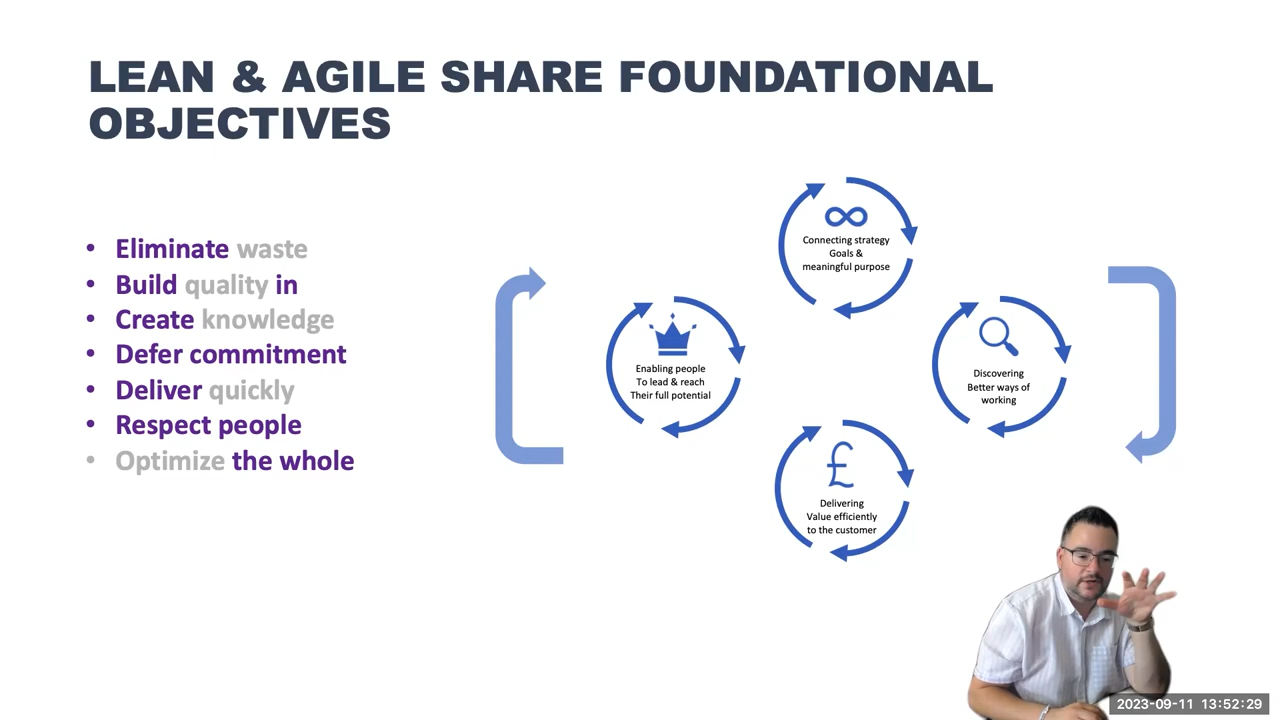 LEAN & AGILE SHARE FOUNDATIONAL
OBJECTIVES
• Eliminate waste
• Build quality in
• Create knowledge
• Defer commitment
• Deliver quickly
• Respect people
• Optimize the whole
Connecting strategy
Goals &
meaningful purpose
Enabling people
To lead & reach
Their full potential
Discovering
Better ways of
working
£
Delivering
Value efficiently
to the customer
2023-09-11 13:52:29